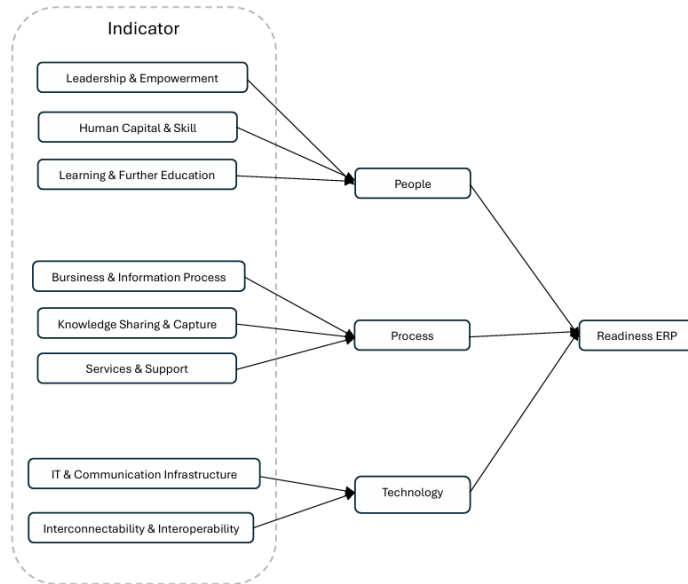 Indicator
Leadership & Empowerment
Human Capital & Skill
Learning & Further Education
People
Bursiness & Information Process
Knowledge Sharing & Capture
Process
Readiness ERP
Services & Support
IT & Communication Infrastructure
Technology
Interconnectability & Interoperability